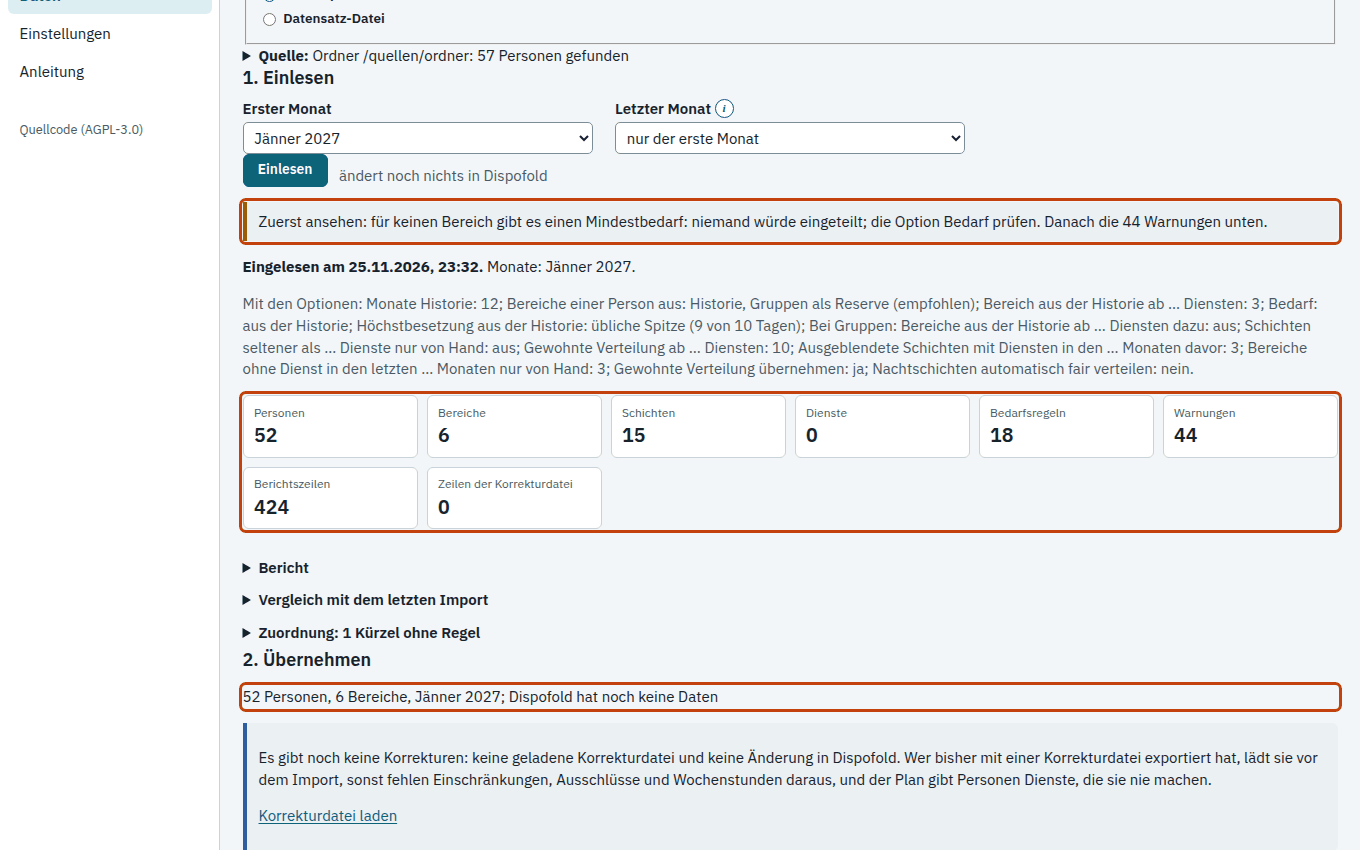 Einstellungen
Anleitung
Quellcode (AGPL-3.0)
Datensatz-Datei
Quelle: Ordner /quellen/ordner: 57 Personen gefunden
1. Einlesen
Erster Monat
Letzter Monat i
Jänner 2027
nur der erste Monat
Einlesen
ändert noch nichts in Dispofold
Zuerst ansehen: für keinen Bereich gibt es einen Mindestbedarf: niemand würde eingeteilt; die Option Bedarf prüfen. Danach die 44 Warnungen unten.
Eingelesen am 25.11.2026, 23:32. Monate: Jänner 2027.
Mit den Optionen: Monate Historie: 12; Bereiche einer Person aus: Historie, Gruppen als Reserve (empfohlen); Bereich aus der Historie ab ... Diensten: 3; Bedarf:
aus der Historie; Höchstbesetzung aus der Historie: übliche Spitze (9 von 10 Tagen); Bei Gruppen: Bereiche aus der Historie ab ... Diensten dazu: aus; Schichten
seltener als ... Dienste nur von Hand: aus; Gewohnte Verteilung ab ... Diensten: 10; Ausgeblendete Schichten mit Diensten in den ... Monaten davor: 3; Bereiche
ohne Dienst in den letzten ... Monaten nur von Hand: 3; Gewohnte Verteilung übernehmen: ja; Nachtschichten automatisch fair verteilen: nein.
Personen
52
Bereiche
6
Schichten
15
Dienste
0
Bedarfsregeln
18
Warnungen
44
Berichtszeilen
424
Zeilen der Korrekturdatei
0
Bericht
Vergleich mit dem letzten Import
Zuordnung: 1 Kürzel ohne Regel
2. Übernehmen
52 Personen, 6 Bereiche, Jänner 2027; Dispofold hat noch keine Daten
Es gibt noch keine Korrekturen: keine geladene Korrekturdatei und keine Änderung in Dispofold. Wer bisher mit einer Korrekturdatei exportiert hat, lädt sie vor
dem Import, sonst fehlen Einschränkungen, Ausschlüsse und Wochenstunden daraus, und der Plan gibt Personen Dienste, die sie nie machen.
Korrekturdatei laden